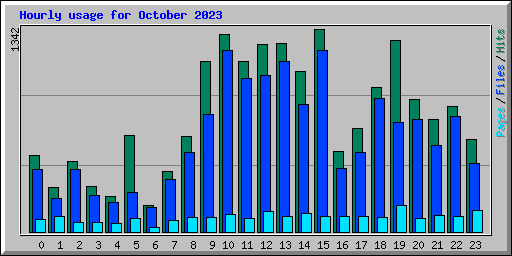 Hourly usage for October 2023
1342
Pages/Files/Hits
0 1 2 3 4 5 6 7 8 9 10 11 12 13 14 15 16 17 18 19 20 21 22 23